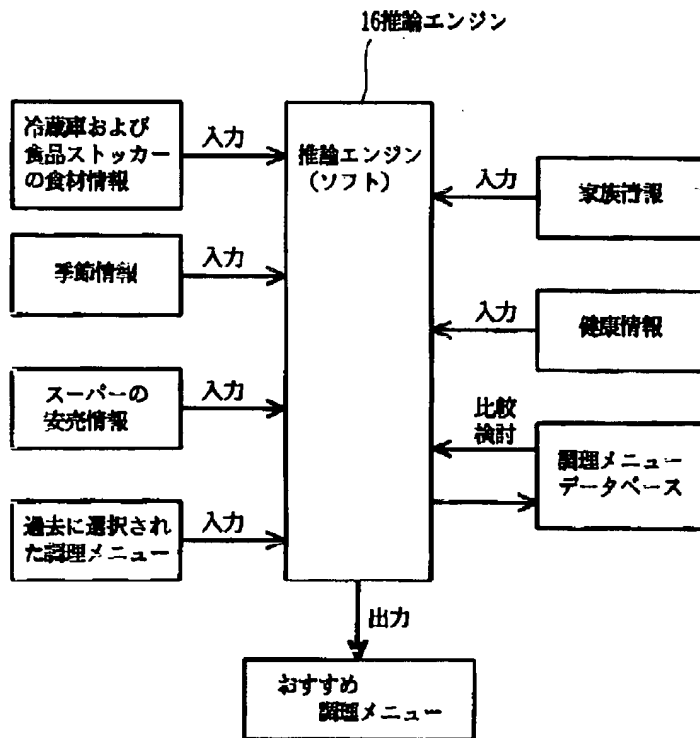 16推論エンジン
冷蔵庫および
食品ストッカー
の食材情報
入力
季節情報
入力
スーパーの
安売情報
入力
過去に選択され
た調理メニュー
入力
推論エンジン
(ソフト)
入力
家族情報
入力
健康情報
比較
検討
調理メニュー
データベース
出力
おすすめ
調理メニュー